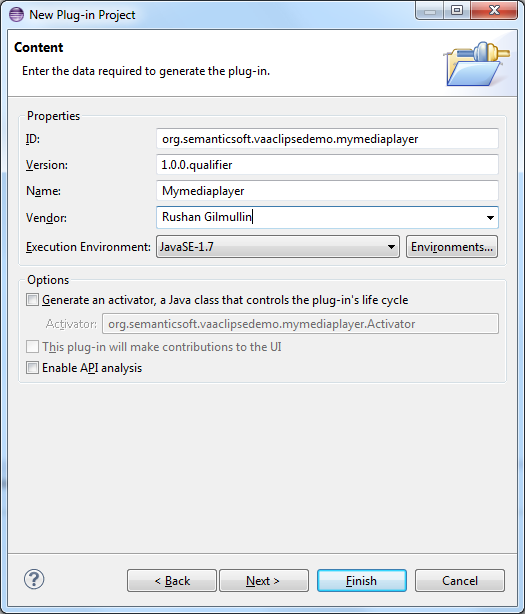 New Plug-in Project
Content
Enter the data required to generate the plug-in.
Properties
ID: org.semanticsoft.vaaclipsedemo.mymediaplayer
Version: 1.0.0.qualifier
Name: Mymediaplayer
Vendor: Rushan Gilmullin
Execution Environment: JavaSE-1.7 Environments...
Options
Generate an activator, a Java class that controls the plug-in's life cycle
Activator: org.semanticsoft.vaaclipsedemo.mymediaplayer.Activator
This plug-in will make contributions to the UI
Enable API analysis
? < Back Next > Finish Cancel